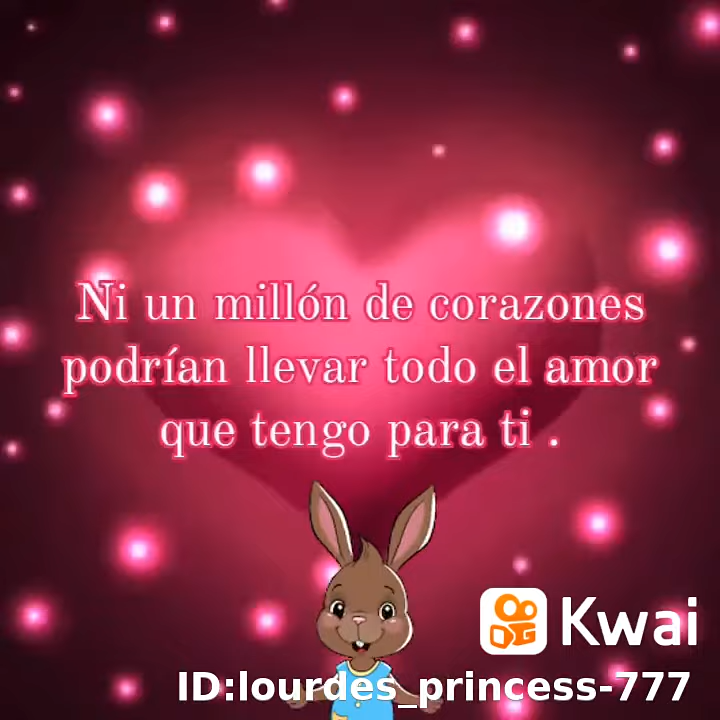 Ni un millón de corazones
podrían llevar todo el amor
que tengo para ti .
Kwai
ID:lourdes_princess-777